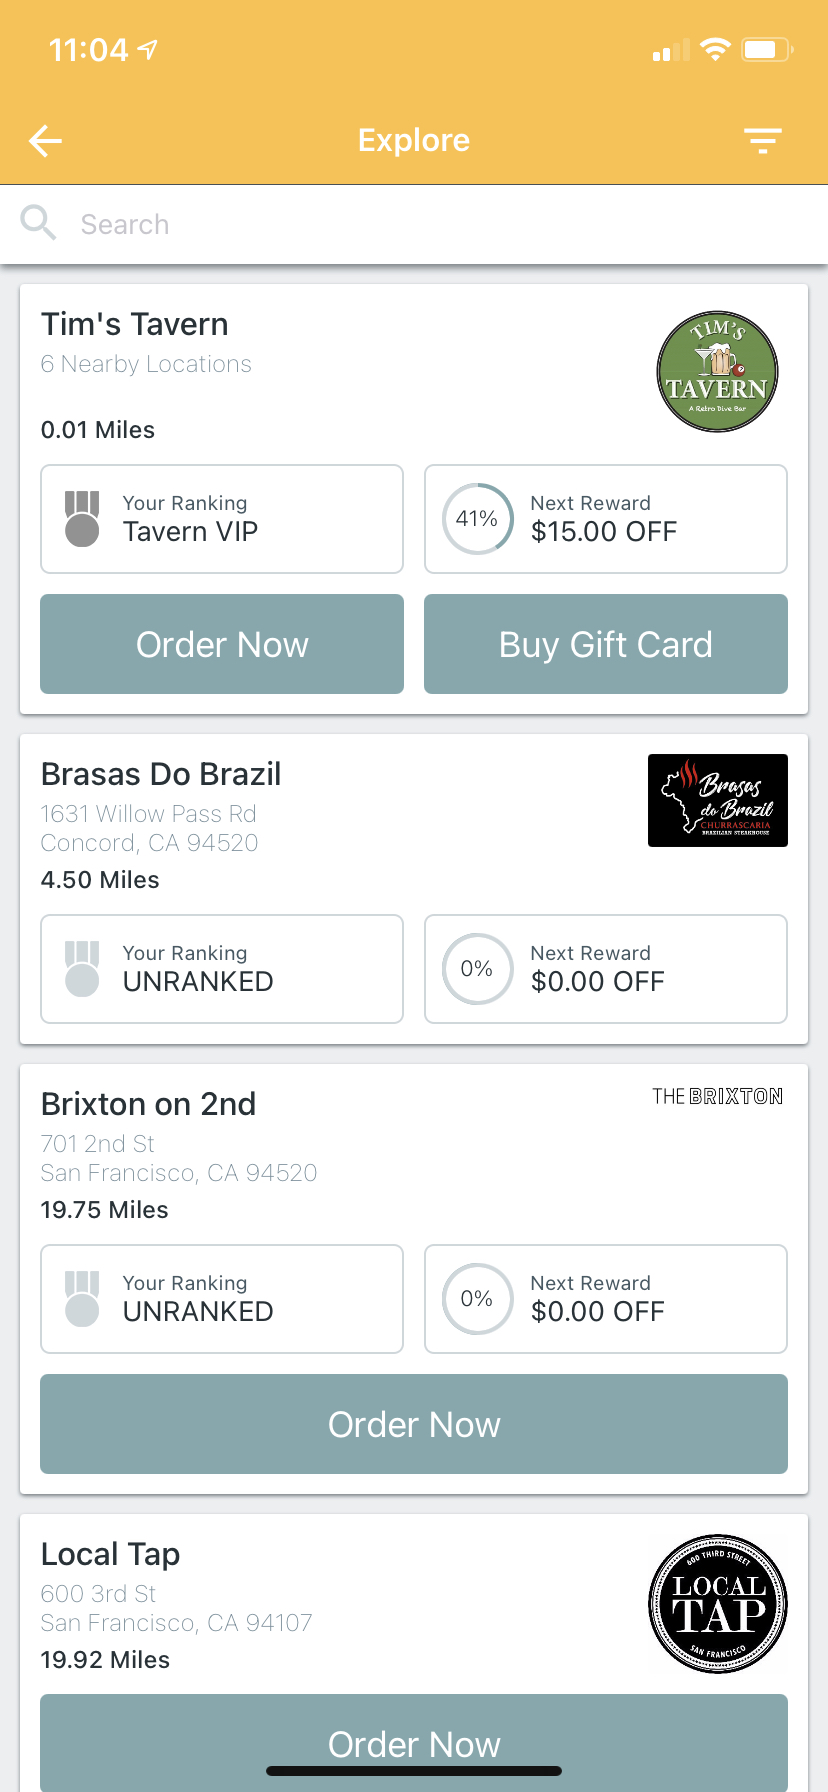 11:04
Explore
Search
Tim's Tavern
6 Nearby Locations
0.01 Miles
TIM'S
TAVERN
A Retro Dive Bar
Your Ranking
Tavern VIP
41%
Next Reward
$15.00 OFF
Order Now
Buy Gift Card
Brasas Do Brazil
1631 Willow Pass Rd
Concord, CA 94520
4.50 Miles
Brasas
do Brazil
CHURRASCARIA
BRAZILIAN STEAKHOUSE
Your Ranking
UNRANKED
0%
Next Reward
$0.00 OFF
Brixton on 2nd
701 2nd St
San Francisco, CA 94520
19.75 Miles
THE BRIXTON
Your Ranking
UNRANKED
0%
Next Reward
$0.00 OFF
Order Now
Local Tap
600 3rd St
San Francisco, CA 94107
19.92 Miles
600 THIRD STREET
LOCAL
TAP
SAN FRANCISCO
Order Now